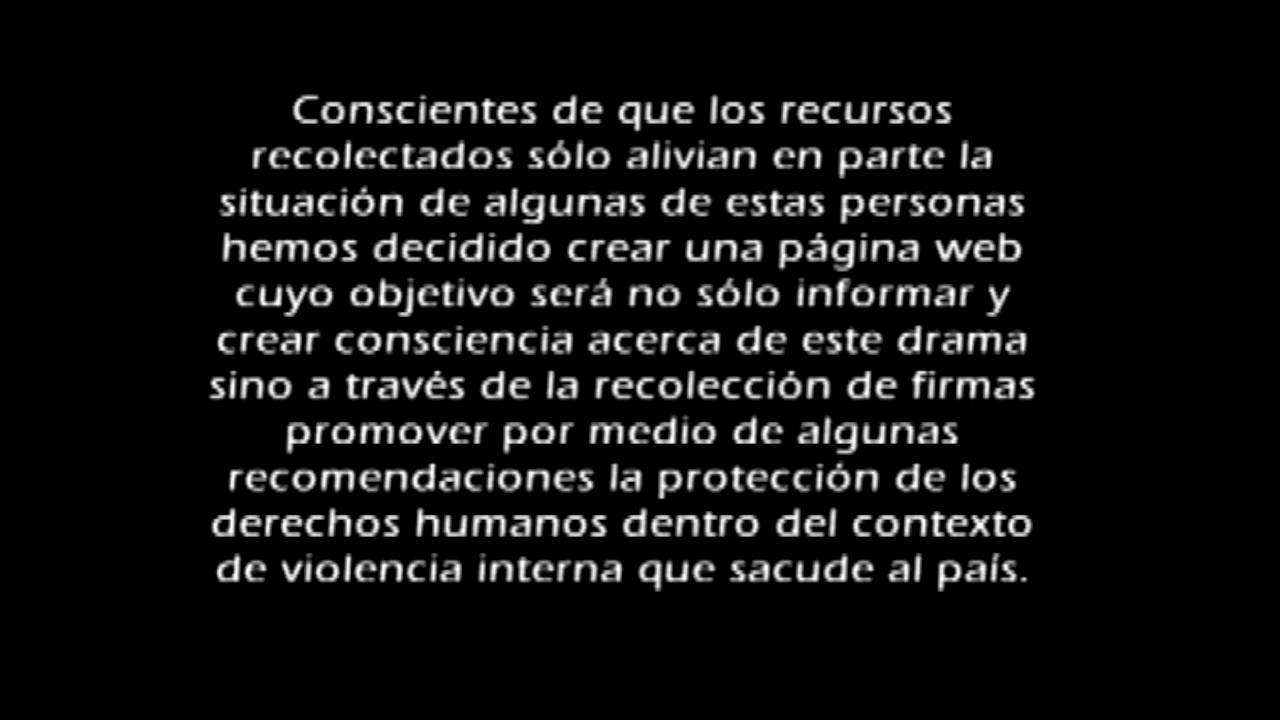 Conscientes de que los recursos
recolectados sólo alivian en parte la
situación de algunas de estas personas
hemos decidido crear una página web
cuyo objetivo será no sólo informar y
crear consciencia acerca de este drama
sino a través de la recolección de firmas
promover por medio de algunas
recomendaciones la protección de los
derechos humanos dentro del contexto
de violencia interna que sacude al país.